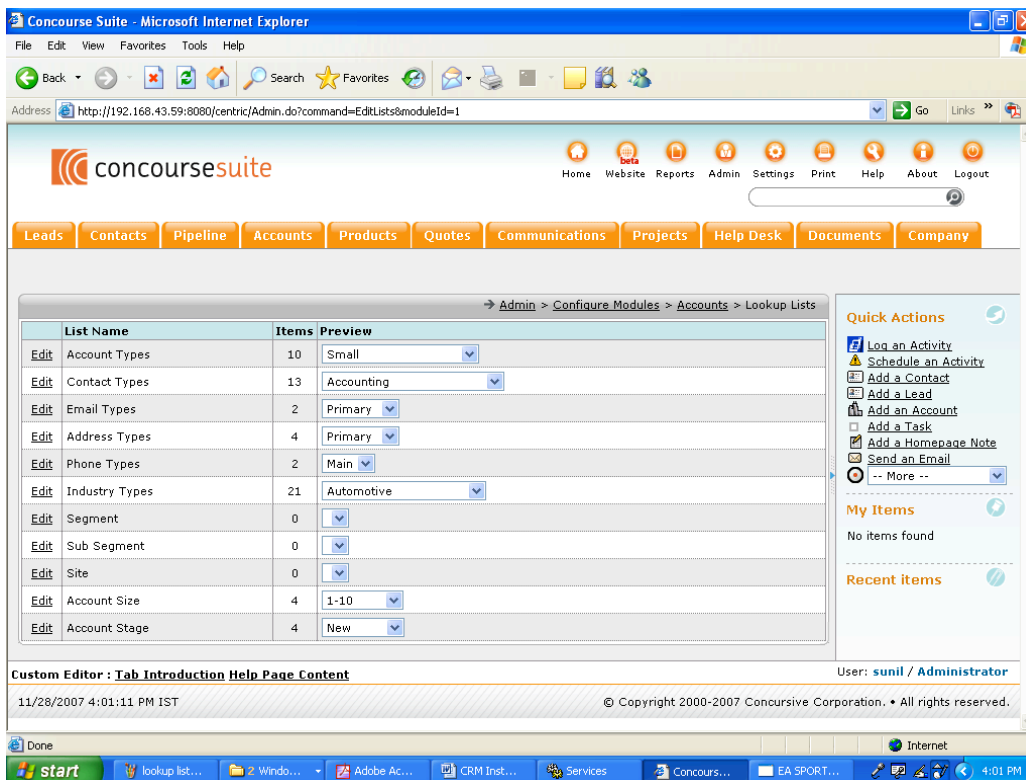 Concourse Suite - Microsoft Internet Explorer
File Edit View Favorites Tools Help
Back Search Favorites
Address http://192.168.43.59:8080/centric/Admin.do?command=EditLists&moduleId=1 Go Links »
concoursesuite
beta
Home Website Reports Admin Settings Print Help About Logout
Leads Contacts Pipeline Accounts Products Quotes Communications Projects Help Desk Documents Company
→ Admin > Configure Modules > Accounts > Lookup Lists
List Name Items Preview
Edit Account Types 10 Small
Edit Contact Types 13 Accounting
Edit Email Types 2 Primary
Edit Address Types 4 Primary
Edit Phone Types 2 Main
Edit Industry Types 21 Automotive
Edit Segment 0
Edit Sub Segment 0
Edit Site 0
Edit Account Size 4 1-10
Edit Account Stage 4 New
Quick Actions
Log an Activity
Schedule an Activity
Add a Contact
Add a Lead
Add an Account
Add a Task
Add a Homepage Note
Send an Email
-- More --
My Items
No items found
Recent items
Custom Editor : Tab Introduction Help Page Content
User: sunil / Administrator
11/28/2007 4:01:11 PM IST
© Copyright 2000-2007 Concursive Corporation. • All rights reserved.
Done Internet
start lookup list... 2 Windo... Adobe Ac... CRM Inst... Services Concours... EA SPORT... 4:01 PM